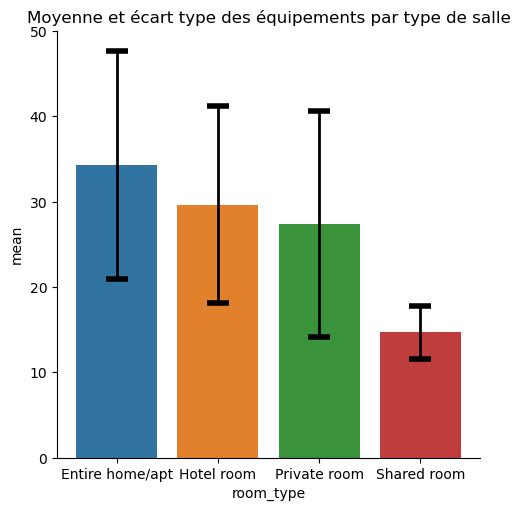 Moyenne et écart type des équipements par type de salle
50
40
30
20
10
0
mean
Entire home/apt Hotel room Private room Shared room
room_type